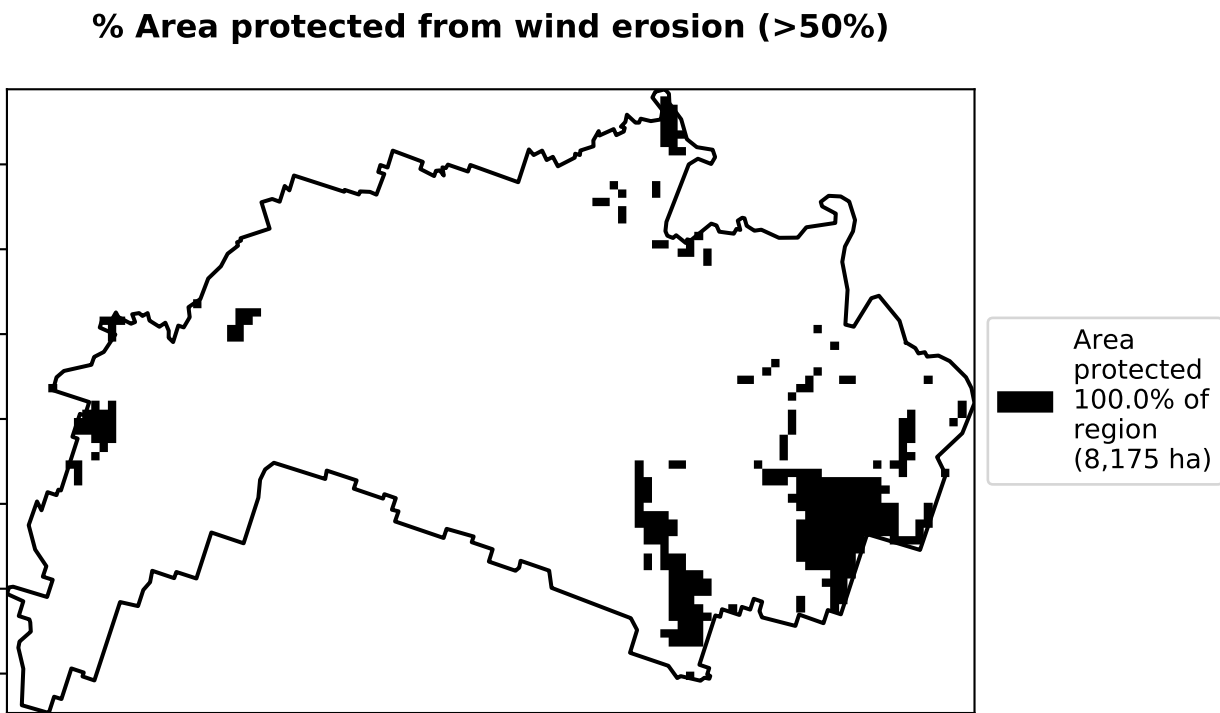 % Area protected from wind erosion (>50%)
Area
protected
100.0% of
region
(8,175 ha)